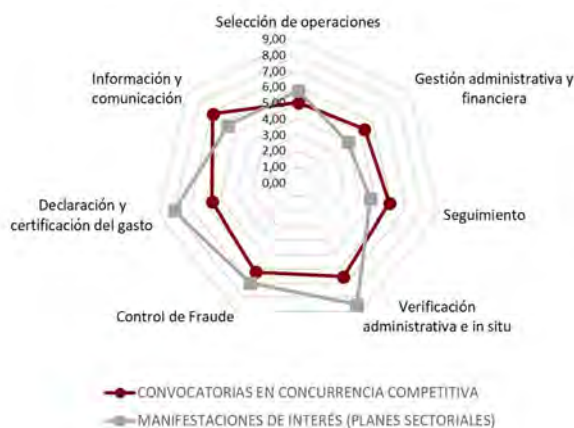 Selección de operaciones
9,00
8,00
7,00
6,00
5,00
4,00
3,00
2,00
1,00
0,00
Información y
comunicación
Gestión administrativa y
financiera
Declaración y
certificación del gasto
Seguimiento
Control de Fraude
Verificación
administrativa e in situ
CONVOCATORIAS EN CONCURRENCIA COMPETITIVA
MANIFESTACIONES DE INTERÉS (PLANES SECTORIALES)